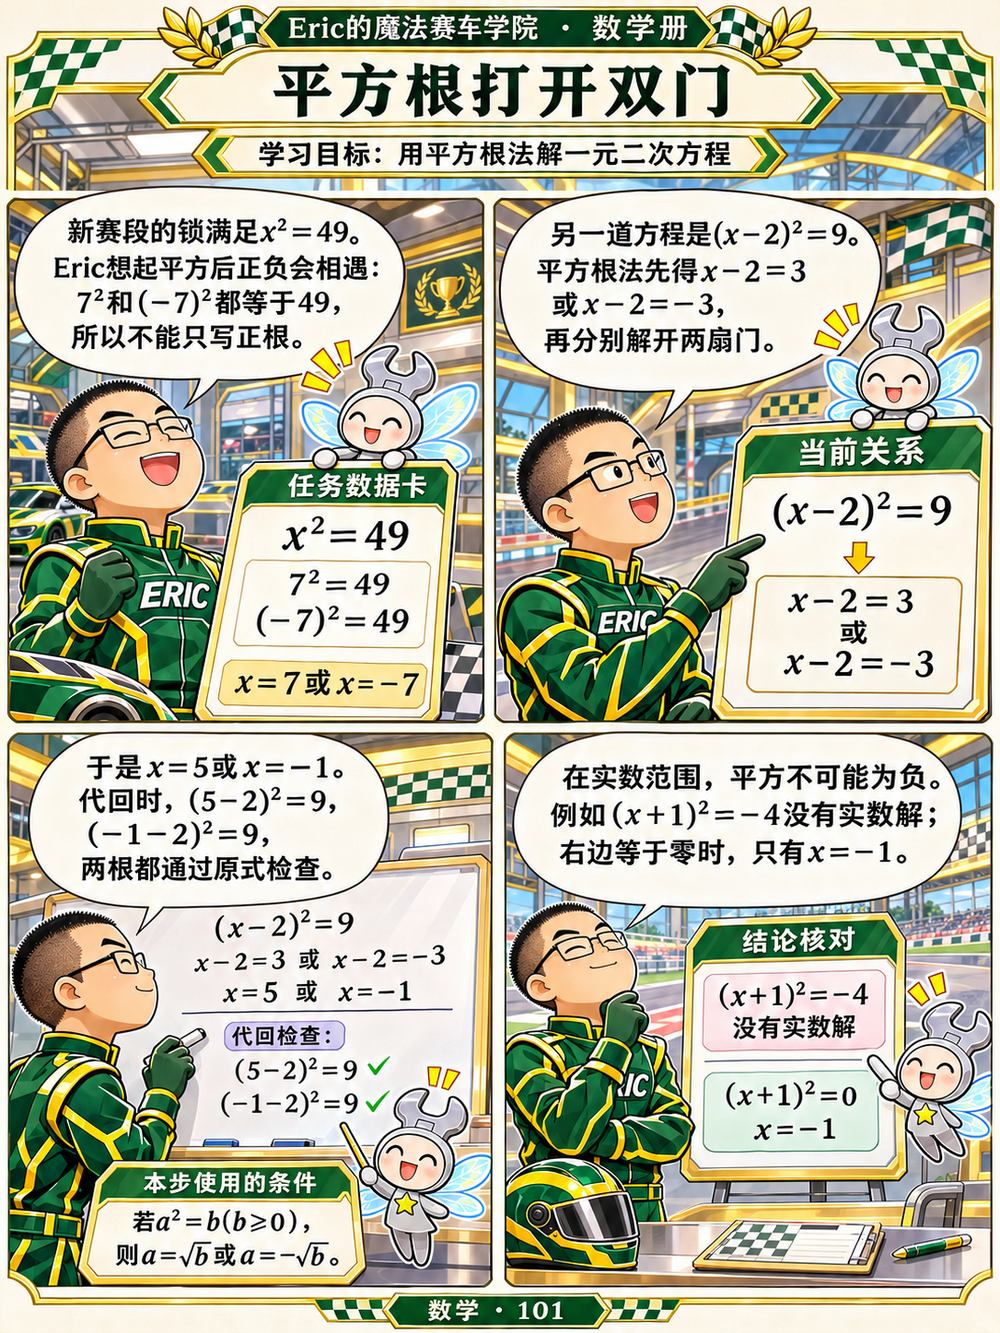 Eric的魔法赛车学院 · 数学册
平方根打开双门
学习目标：用平方根法解一元二次方程
新赛段的锁满足x²=49。
Eric想起平方后正负会相遇：
7²和(−7)²都等于49，
所以不能只写正根。
任务数据卡
x²=49
7²=49
(−7)²=49
x=7或x=−7
ERIC
另一道方程是(x−2)²=9。
平方根法先得x−2=3
或x−2=−3，
再分别解开两扇门。
当前关系
(x−2)²=9
x−2=3
或
x−2=−3
ERIC
于是x=5或x=−1。
代回时，(5−2)²=9，
(−1−2)²=9，
两根都通过原式检查。
(x−2)²=9
x−2=3 或 x−2=−3
x=5 或 x=−1
代回检查：
(5−2)²=9 ✓
(−1−2)²=9 ✓
本步使用的条件
若a²=b(b≥0)，
则a=√b或a=−√b。
在实数范围，平方不可能为负。
例如(x+1)²=−4没有实数解；
右边等于零时，只有x=−1。
结论核对
(x+1)²=−4
没有实数解
(x+1)²=0
x=−1
ERIC
数学 · 101